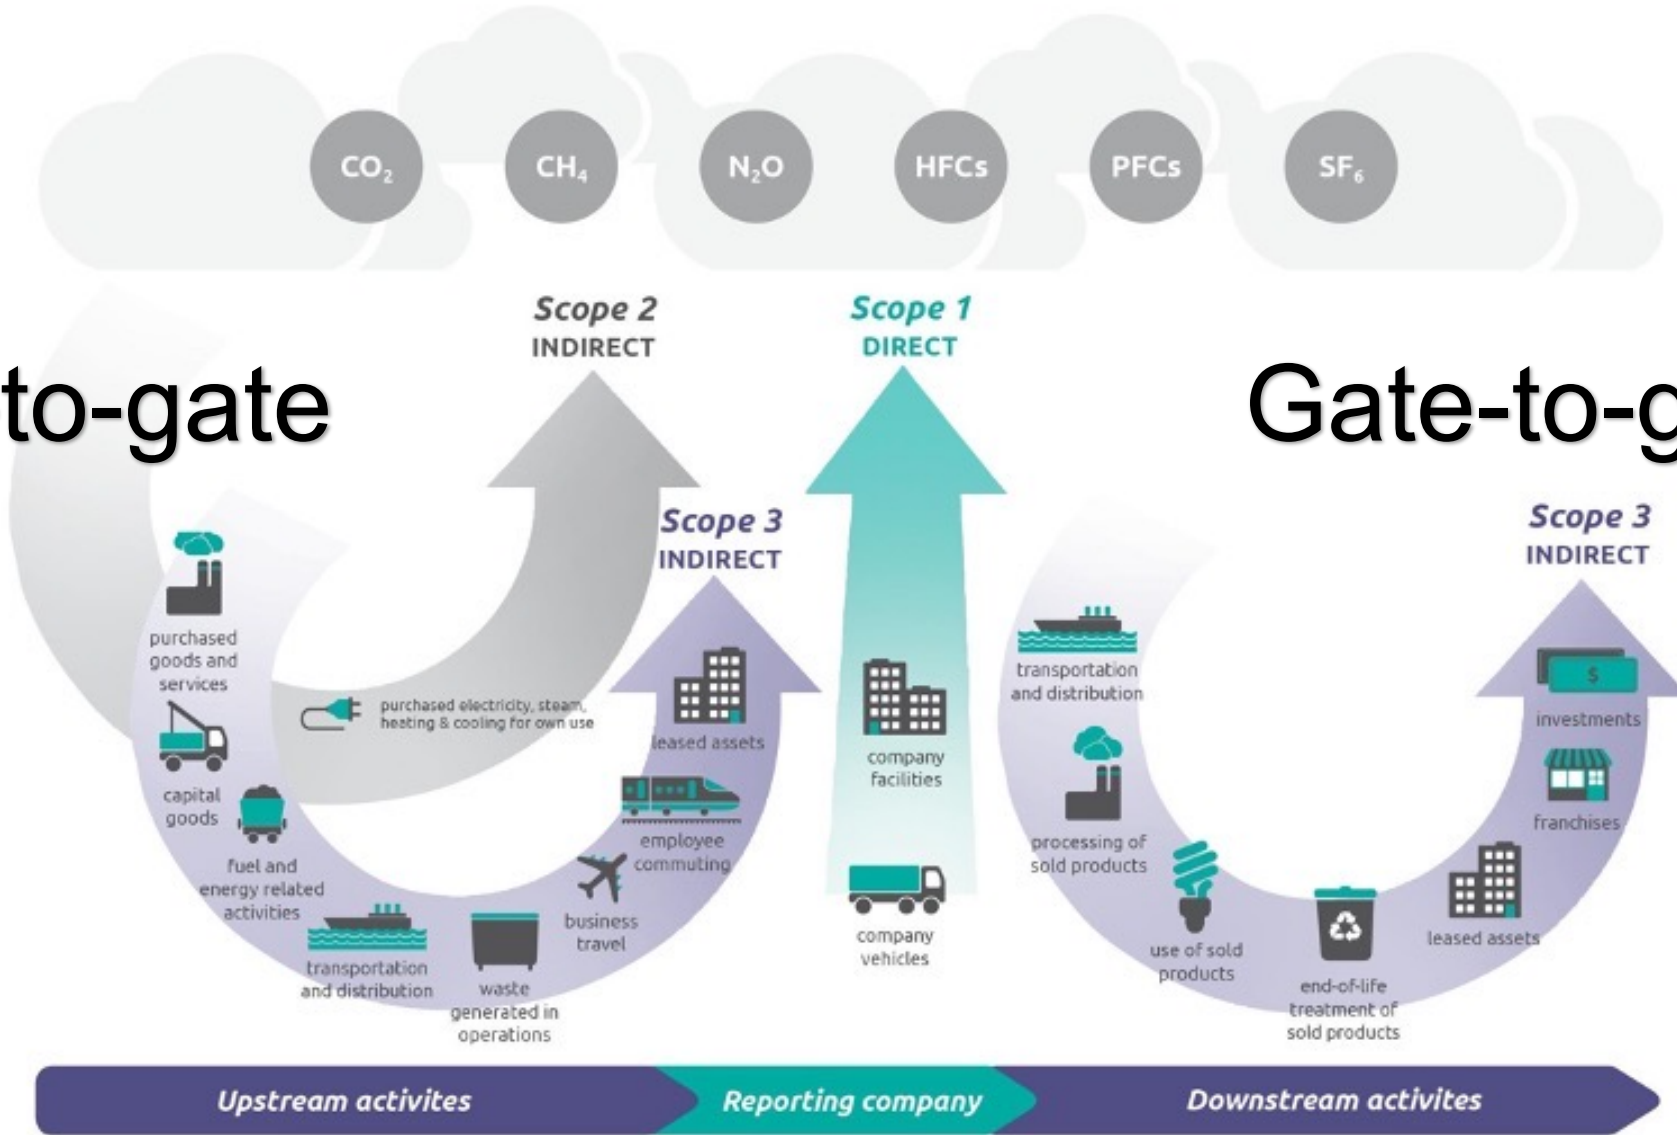 CO₂
CH₄
N₂O
HFCs
PFCs
SF₆
Scope 2
INDIRECT
Scope 1
DIRECT
to-gate
Gate-to-g
Scope 3
INDIRECT
Scope 3
INDIRECT
purchased
goods and
services
capital
goods
fuel and
energy related
activities
transportation
and distribution
waste
generated in
operations
business
travel
employee
commuting
leased assets
purchased electricity, steam,
heating & cooling for own use
company
facilities
company
vehicles
transportation
and distribution
processing of
sold products
use of sold
products
end-of-life
treatment of
sold products
leased assets
franchises
investments
$
Upstream activites
Reporting company
Downstream activites